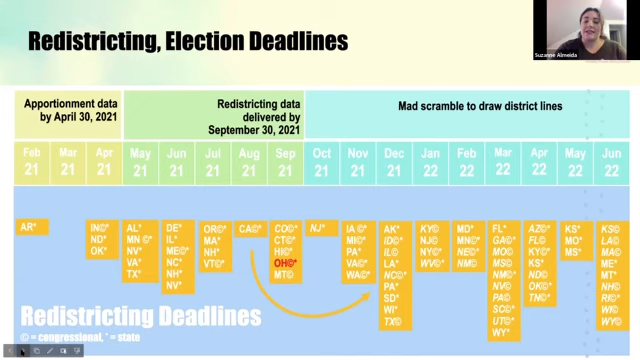 Redistricting, Election Deadlines
Suzanne Almeida
Apportionment data
by April 30, 2021
Redistricting data
delivered by
September 30, 2021
Mad scramble to draw district lines
Feb
21
Mar
21
Apr
21
May
21
Jun
21
Jul
21
Aug
21
Sep
21
Oct
21
Nov
21
Dec
21
Jan
22
Feb
22
Mar
22
Apr
22
May
22
Jun
22
AR*
IN©*
ND*
OK*
AL*
MN ©*
NV*
VA*
TX*
DE*
IL*
ME©*
NC*
NH*
NV*
OR©*
MA*
NH*
VT©*
CA©*
CO©*
CT©*
HI©*
OH©*
MT©
NJ*
IA ©*
MI©*
PA*
VA©*
WA©*
AK*
ID©*
IL©
LA*
NC©*
PA*
SD*
WI*
TX©
KY©
NJ©
NY©*
WV©*
MD*
MN©*
NE©*
NM©
FL*
GA©*
MO©
MS©
NM©*
NV©
PA©
SC©*
UT©*
WY*
AZ©*
FL©
KY©*
KS*
ND©
OK©*
TN©*
KS*
MO*
MS*
KS©
LA©
MA©
ME*
MT*
NH©
RI©*
WI©
WY©
Redistricting Deadlines
© = congressional, * = state